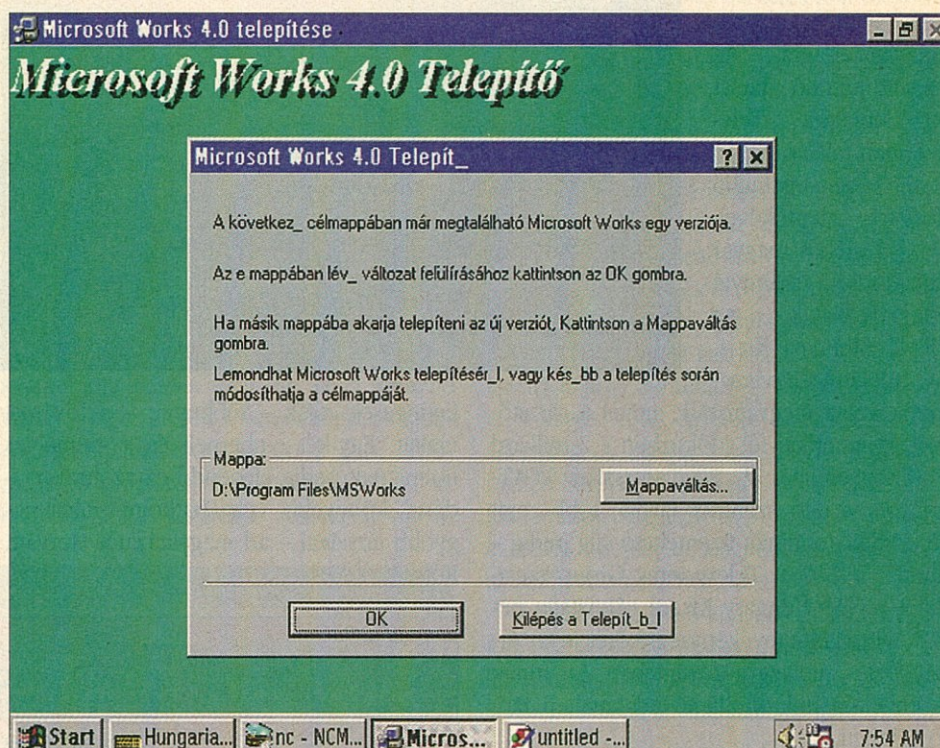 Microsoft Works 4.0 telepítése
Microsoft Works 4.0 Telepítő
Microsoft Works 4.0 Telepít_
A következ_ célmappában már megtalálható Microsoft Works egy verziója.
Az e mappában lév_ változat felülírásához kattintson az OK gombra.
Ha másik mappába akarja telepíteni az új verziót, Kattintson a Mappaváltás
gombra.
Lemondhat Microsoft Works telepítésér_l, vagy kés_bb a telepítés során
módosíthatja a célmappáját.
Mappa:
D:\Program Files\MSWorks
Mappaváltás...
OK
Kilépés a Telepít_b_l
Start
Hungaria...
nc - NCM...
Micros...
untitled -...
7:54 AM